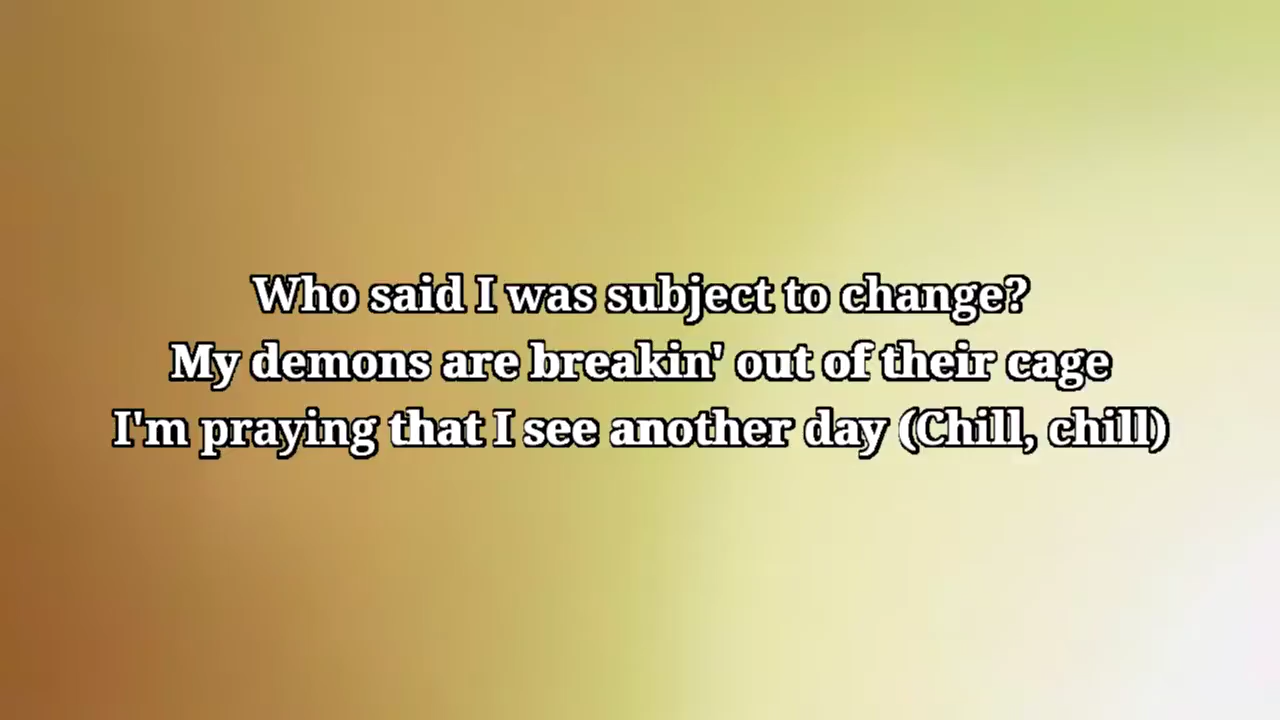 Who said I was subject to change?
My demons are breakin' out of their cage
I'm praying that I see another day (Chill, chill)